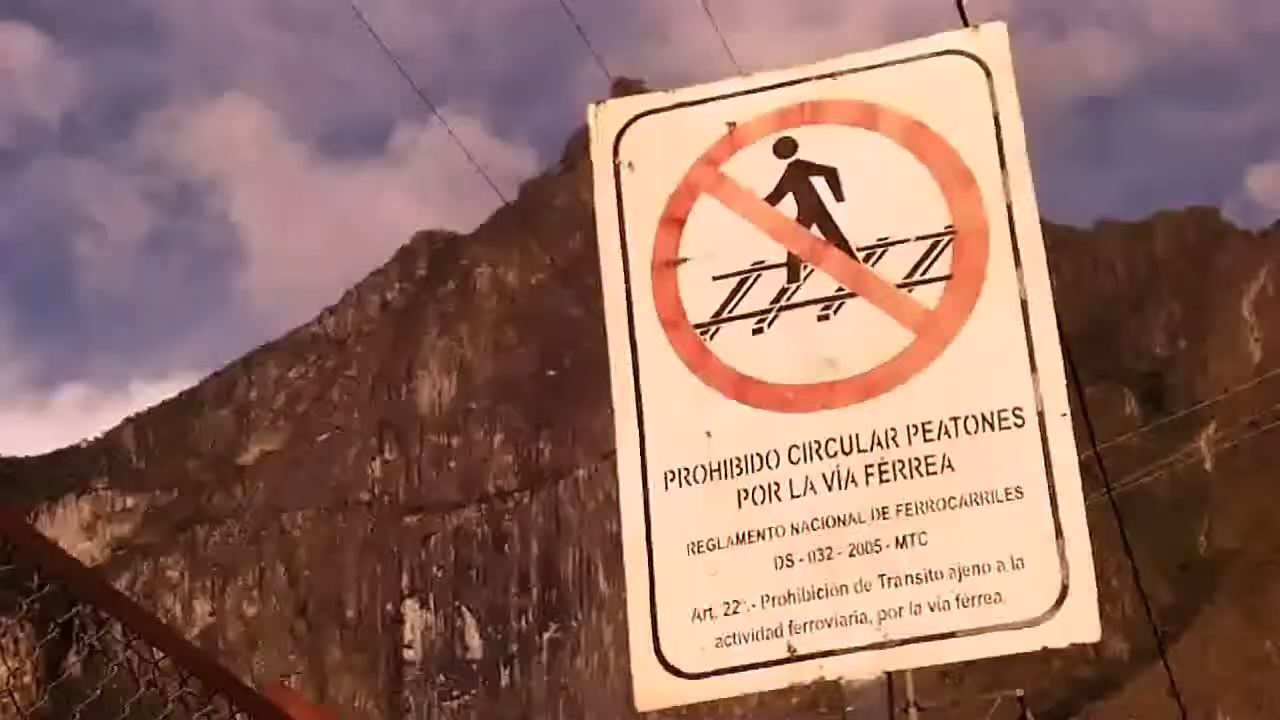 PROHIBIDO CIRCULAR PEATONES
POR LA VÍA FÉRREA
REGLAMENTO NACIONAL DE FERROCARRILES
DS - 032 - 2005 - MTC
Art. 22°.- Prohibición de Transito ajeno a la
actividad ferroviaria, por la vía férrea.